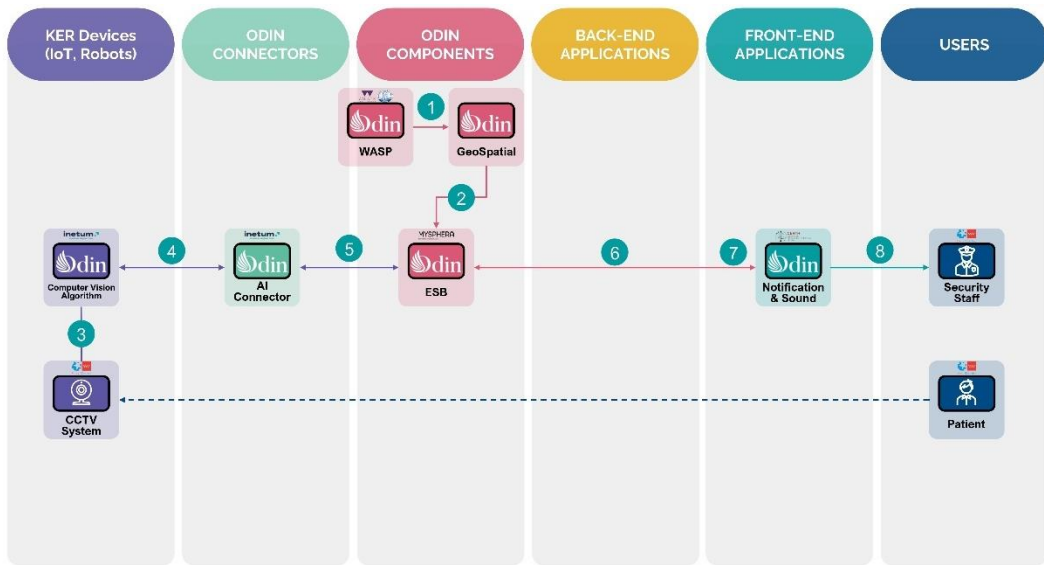 KER Devices
(IoT, Robots)
ODIN
CONNECTORS
ODIN
COMPONENTS
BACK-END
APPLICATIONS
FRONT-END
APPLICATIONS
USERS
1
Odin
WASP
Odin
GeoSpatial
2
inetum
Odin
Computer Vision
Algorithm
4
inetum
Odin
AI
Connector
5
MYSPHERA
Odin
ESB
6
7
Odin
Notification
& Sound
8
Security
Staff
3
CCTV
System
Patient